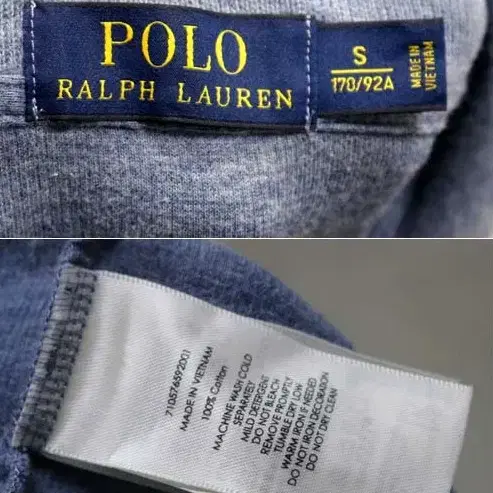 POLO
RALPH LAUREN
S
170/92A
MADE IN
VIETNAM
710576592001
MADE IN VIETNAM
100% Cotton
MACHINE WASH COLD
SEPARATELY
MILD DETERGENT
DO NOT BLEACH
REMOVE PROMPTLY
TUMBLE DRY LOW
WARM IRON IF NEEDED
DO NOT IRON DECORATION
DO NOT DRY CLEAN